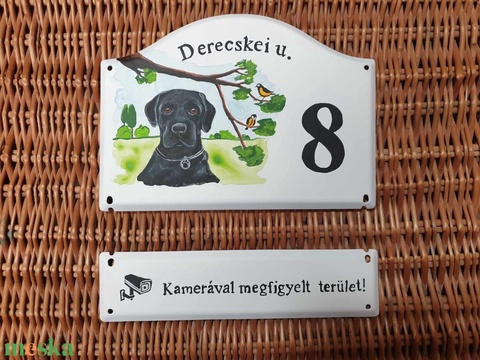 Derecskei u.
8
Kamerával megfigyelt terület!
meska